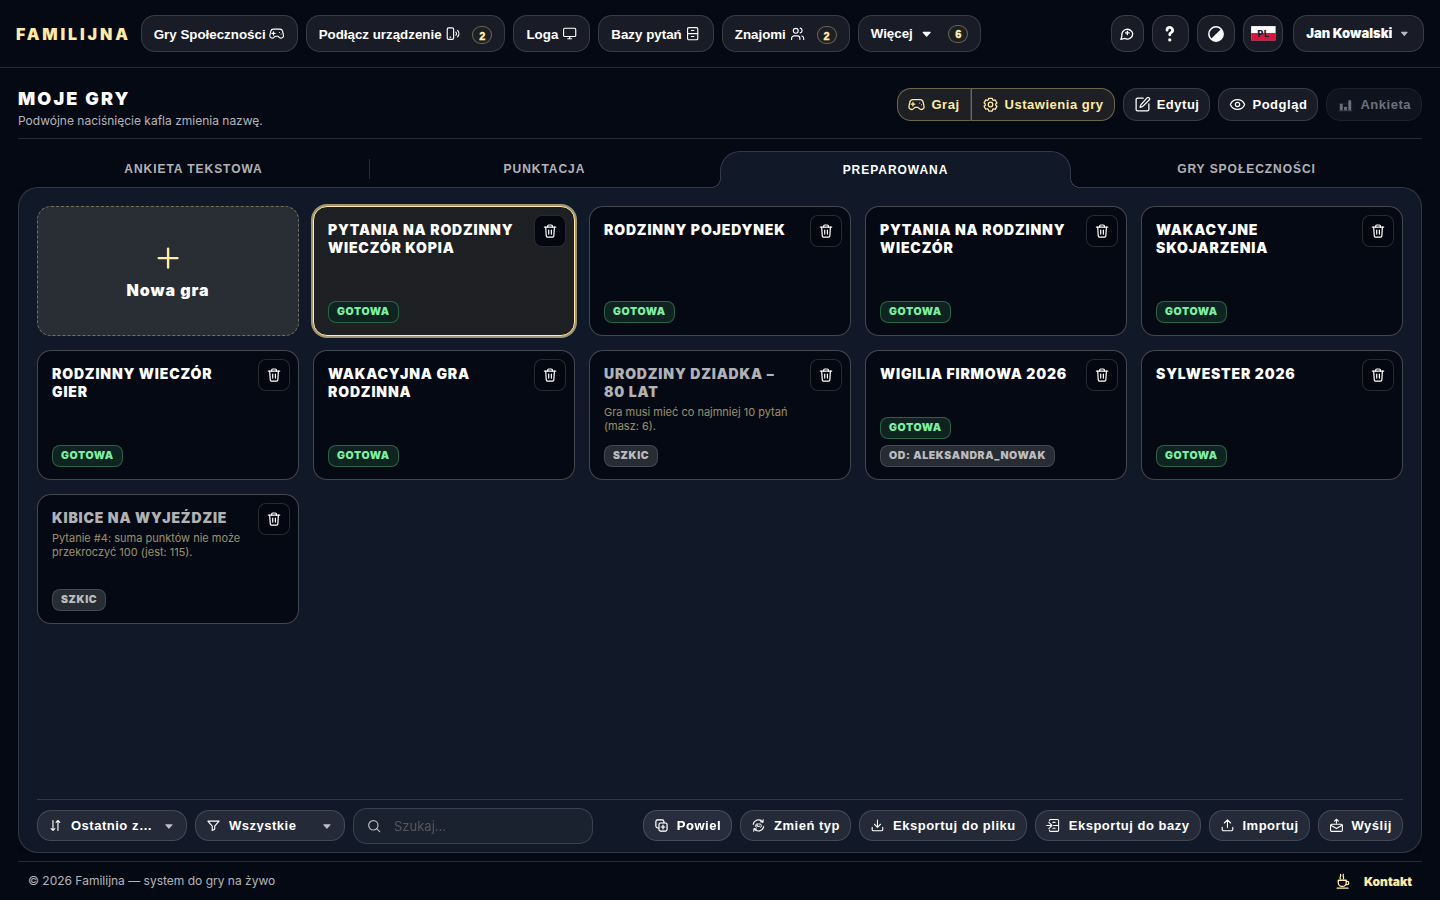 FAMILIJNA
Gry Społeczności
Podłącz urządzenie 2
Loga
Bazy pytań
Znajomi 2
Więcej 6
?
PL
Jan Kowalski
MOJE GRY
Podwójne naciśnięcie kafla zmienia nazwę.
Graj
Ustawienia gry
Edytuj
Podgląd
Ankieta
ANKIETA TEKSTOWA
PUNKTACJA
PREPAROWANA
GRY SPOŁECZNOŚCI
Nowa gra
PYTANIA NA RODZINNY
WIECZÓR KOPIA
GOTOWA
RODZINNY POJEDYNEK
GOTOWA
PYTANIA NA RODZINNY
WIECZÓR
GOTOWA
WAKACYJNE
SKOJARZENIA
GOTOWA
RODZINNY WIECZÓR
GIER
GOTOWA
WAKACYJNA GRA
RODZINNA
GOTOWA
URODZINY DZIADKA –
80 LAT
Gra musi mieć co najmniej 10 pytań
(masz: 6).
SZKIC
WIGILIA FIRMOWA 2026
GOTOWA
OD: ALEKSANDRA_NOWAK
SYLWESTER 2026
GOTOWA
KIBICE NA WYJEŹDZIE
Pytanie #4: suma punktów nie może
przekroczyć 100 (jest: 115).
SZKIC
Ostatnio z...
Wszystkie
Szukaj...
Powiel
Zmień typ
Eksportuj do pliku
Eksportuj do bazy
Importuj
Wyślij
© 2026 Familijna — system do gry na żywo
Kontakt